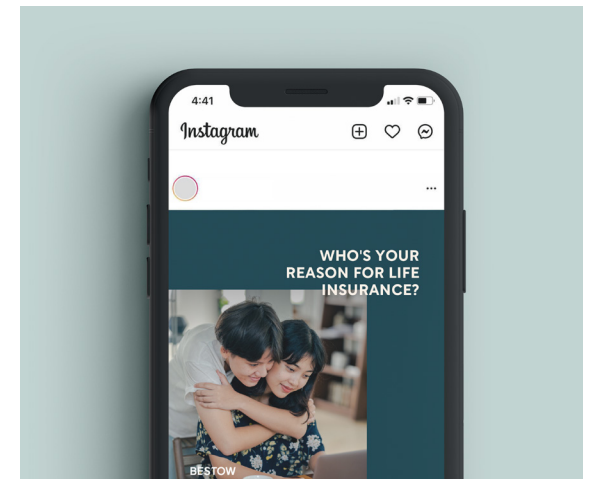 4:41
Instagram
WHO'S YOUR
REASON FOR LIFE
INSURANCE?
BESTOW